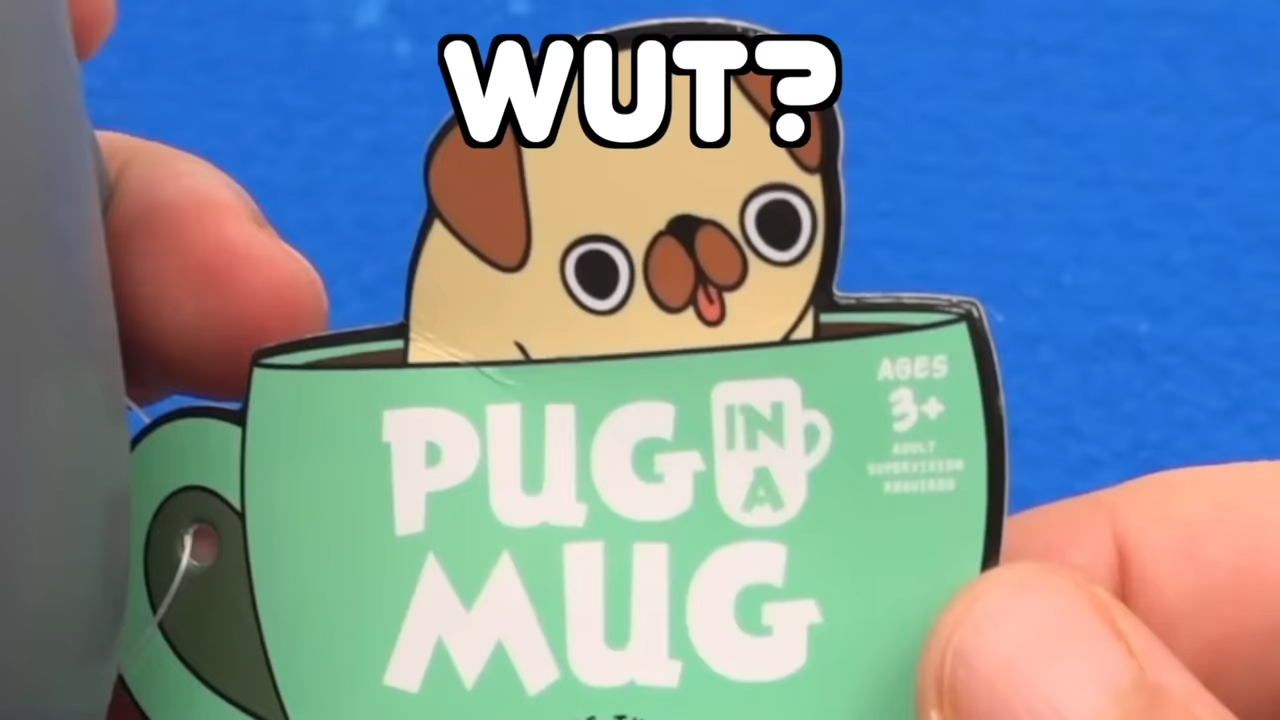 WUT?
PUG IN
A
MUG
AGES
3+
ADULT
SUPERVISION
REQUIRED